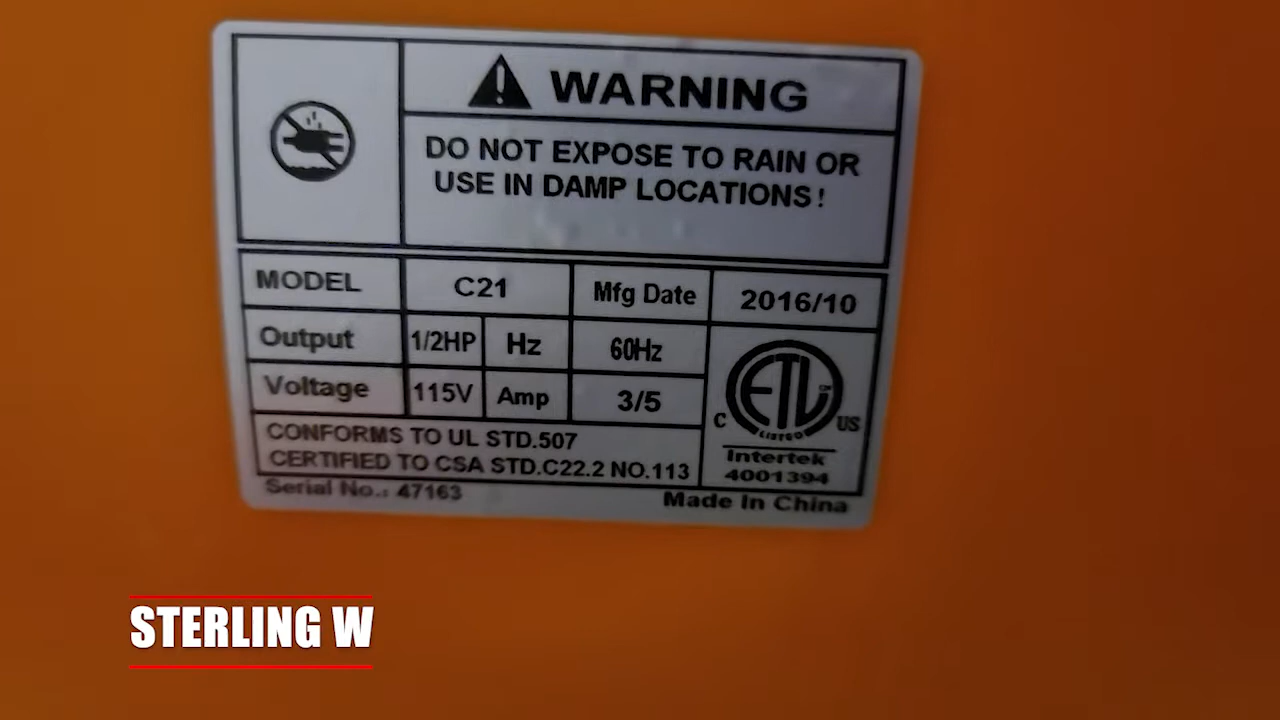 WARNING
DO NOT EXPOSE TO RAIN OR
USE IN DAMP LOCATIONS!
MODEL C21 Mfg Date 2016/10
Output 1/2HP Hz 60Hz
Voltage 115V Amp 3/5
CONFORMS TO UL STD.507
CERTIFIED TO CSA STD.C22.2 NO.113
ETL
C US
LISTED
Intertek
4001394
Serial No.: 47163
Made In China
STERLING W